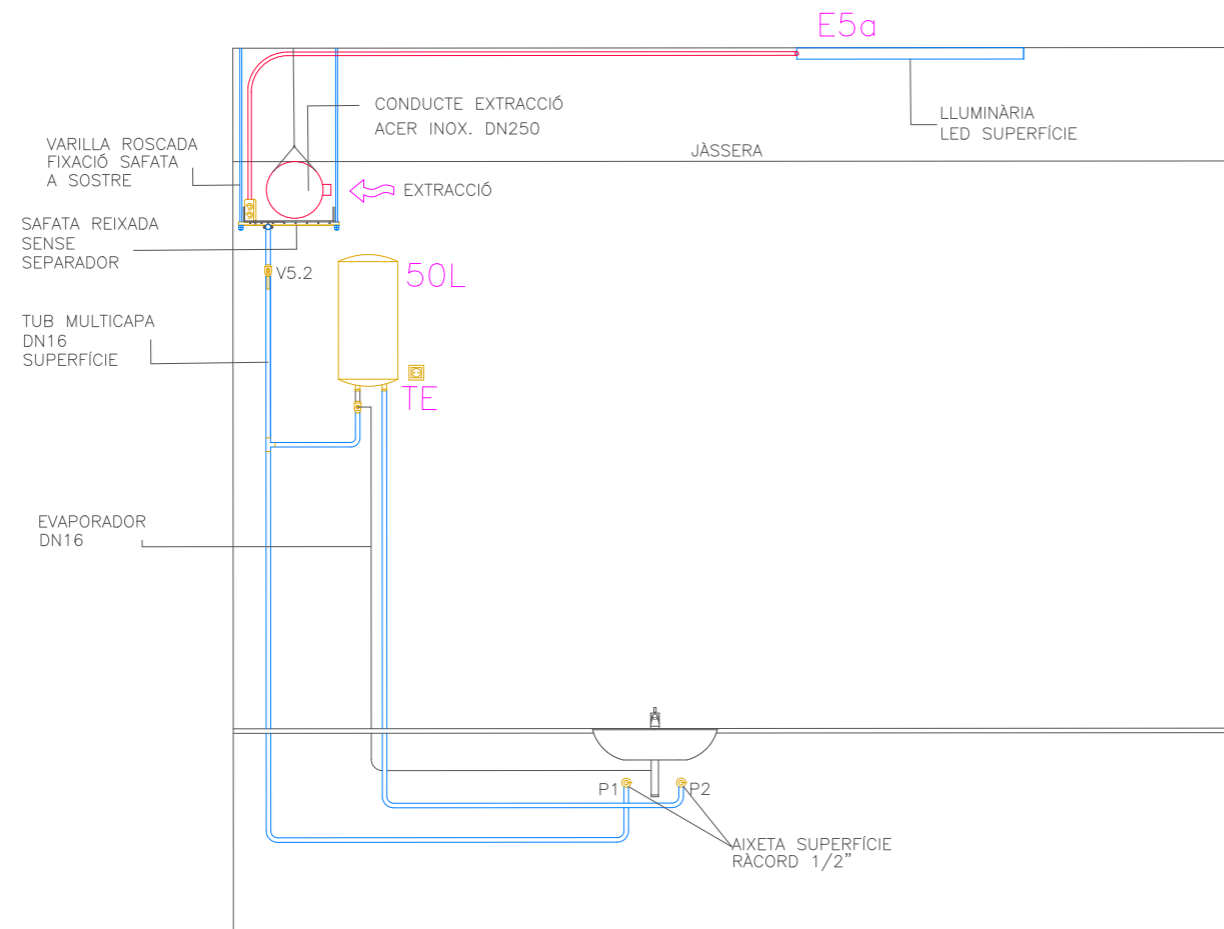 E5a
CONDUCTE EXTRACCIÓ
ACER INOX. DN250
LLUMINÀRIA
LED SUPERFÍCIE
VARILLA ROSCADA
FIXACIÓ SAFATA
A SOSTRE
JÀSSERA
EXTRACCIÓ
SAFATA REIXADA
SENSE
SEPARADOR
V5.2
50L
TUB MULTICAPA
DN16
SUPERFÍCIE
TE
EVAPORADOR
DN16
P1
P2
AIXETA SUPERFÍCIE
RÀCORD 1/2"